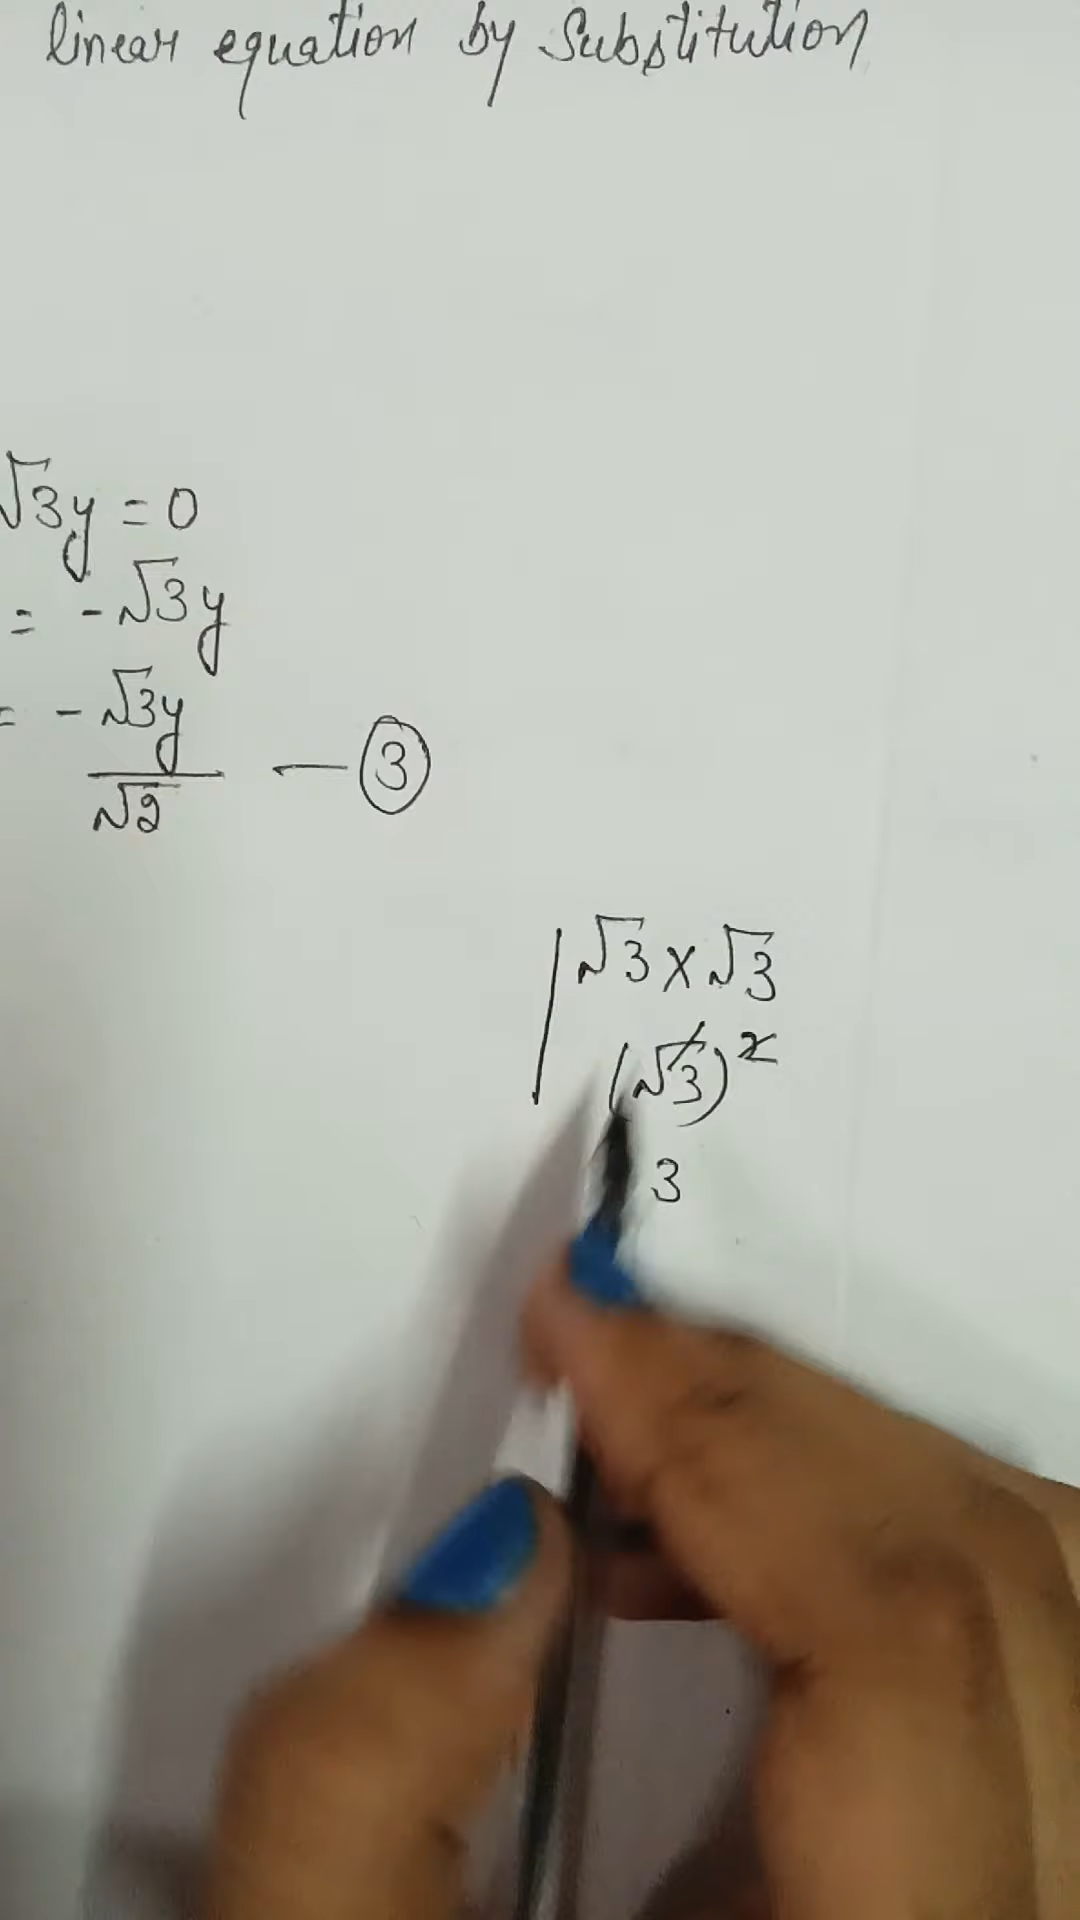 linear equation by Substitution
√3y = 0
= -√3y
= -√3y
√2
— ③
√3 × √3
(√3)²
3